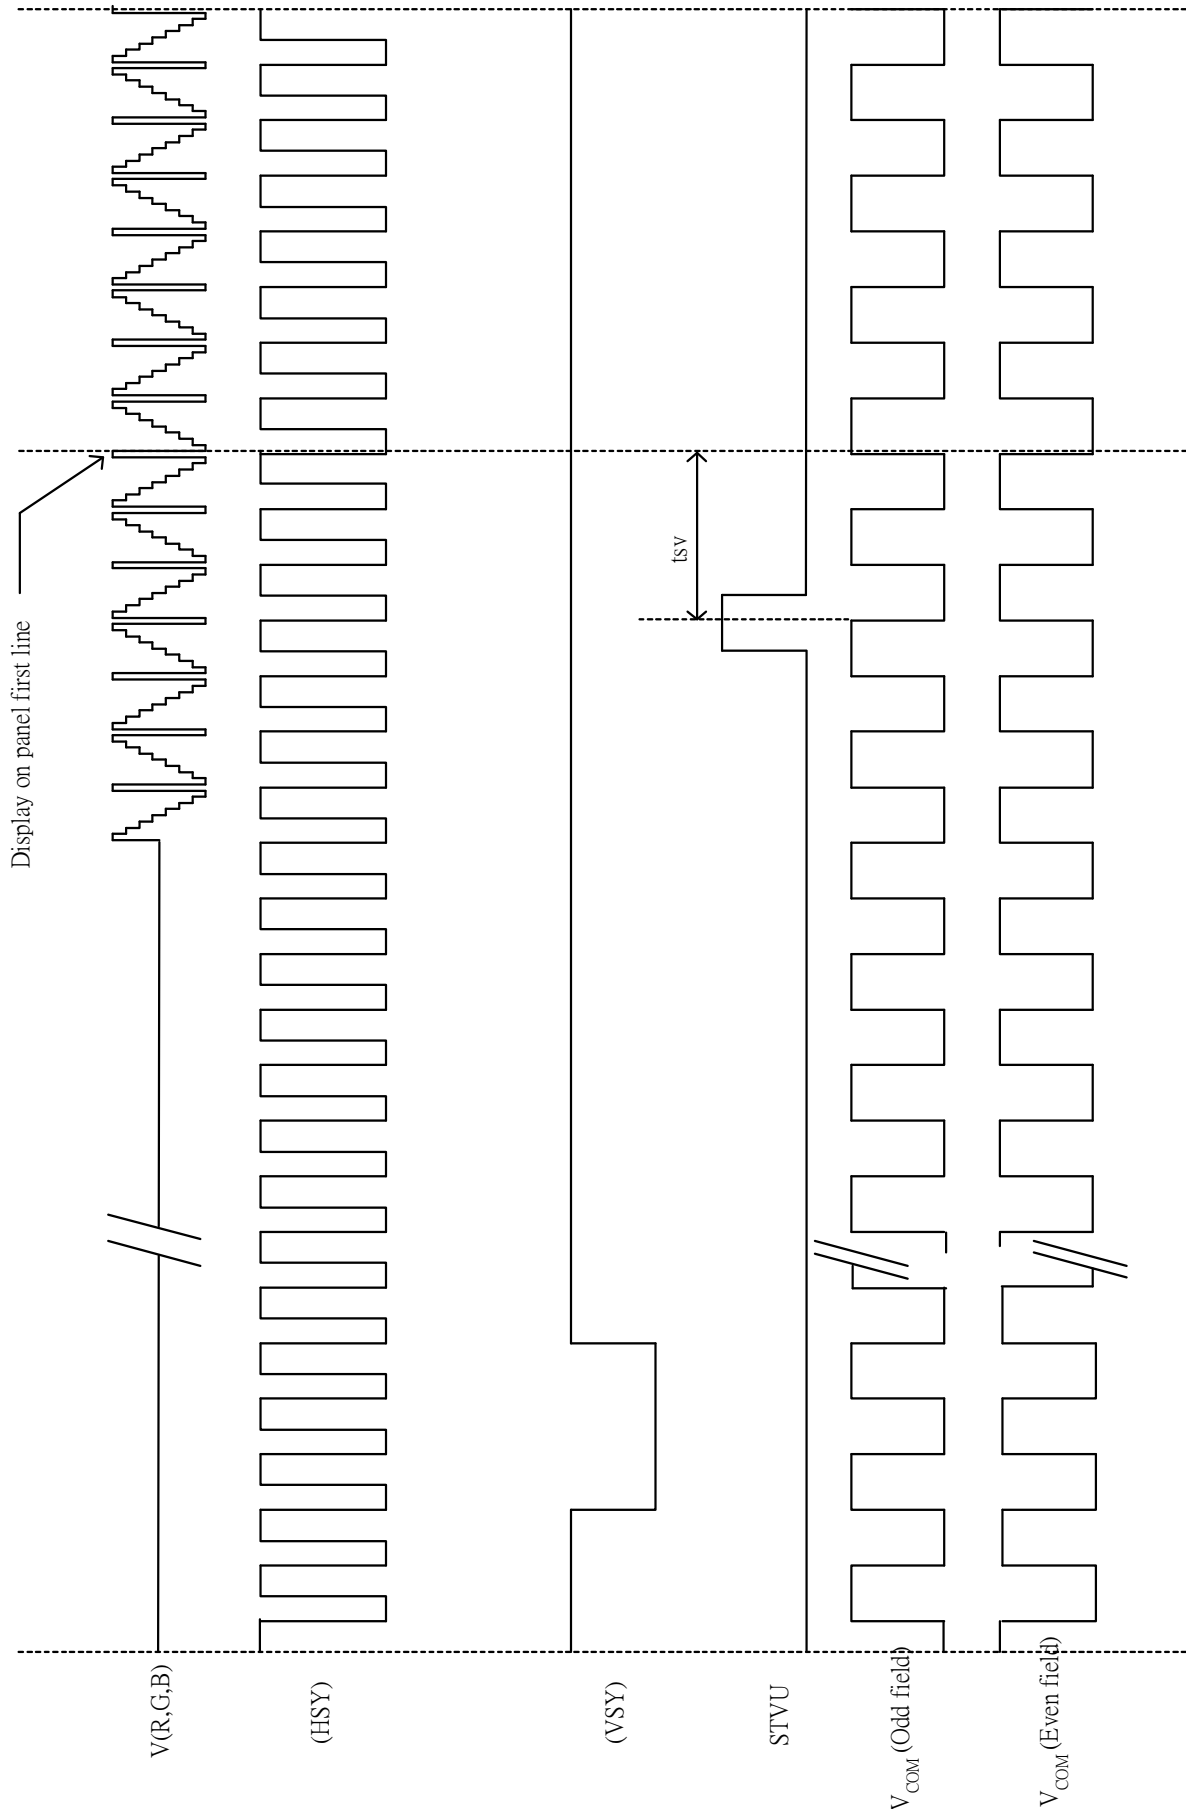 Display on panel first line
tsv
V(R,G,B)
(HSY)
(VSY)
STVU
VCOM (Odd field)
VCOM (Even field)